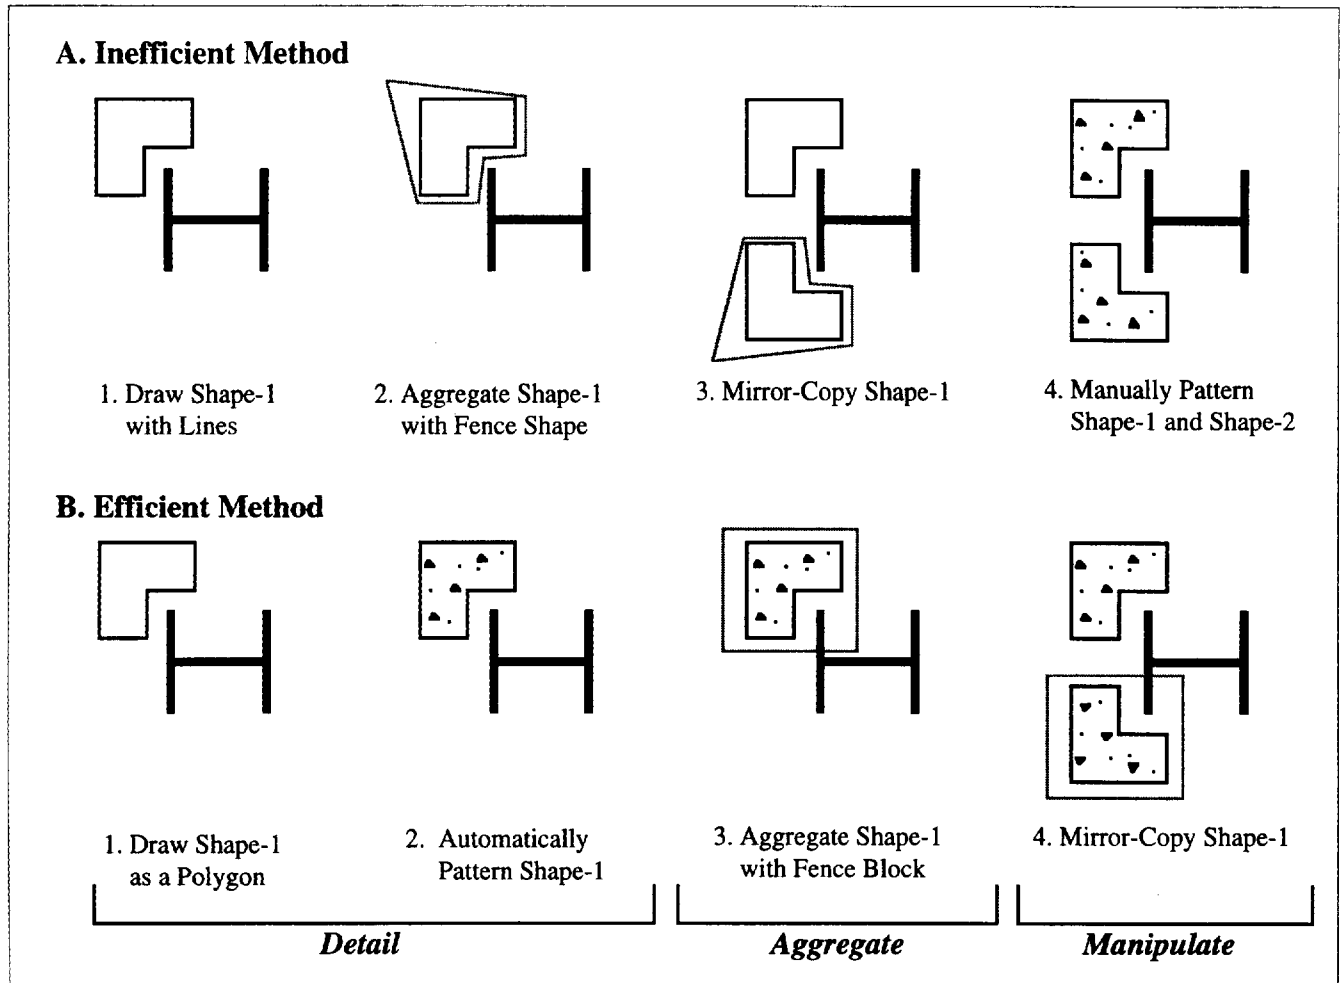 A. Inefficient Method
1. Draw Shape-1
with Lines
2. Aggregate Shape-1
with Fence Shape
3. Mirror-Copy Shape-1
4. Manually Pattern
Shape-1 and Shape-2
B. Efficient Method
1. Draw Shape-1
as a Polygon
2. Automatically
Pattern Shape-1
3. Aggregate Shape-1
with Fence Block
4. Mirror-Copy Shape-1
Detail
Aggregate
Manipulate